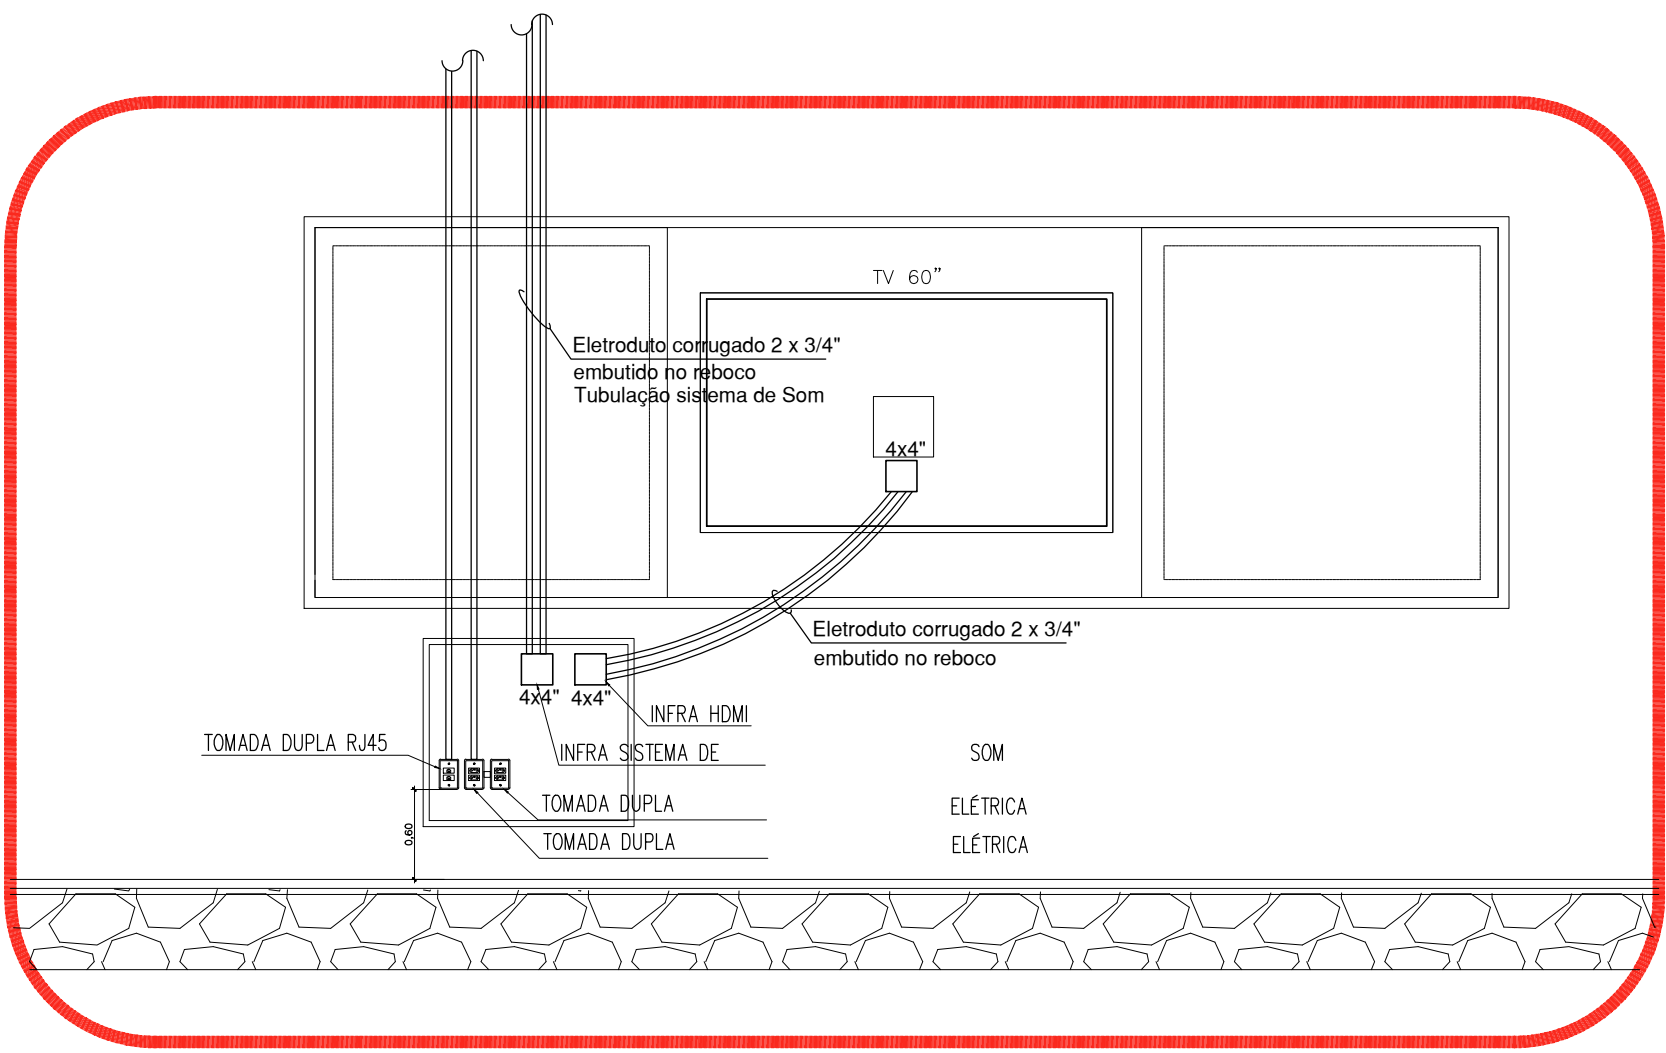 TV 60”
Eletroduto corrugado 2 x 3/4"
embutido no reboco
Tubulação sistema de Som
4x4"
Eletroduto corrugado 2 x 3/4"
embutido no reboco
4x4" 4x4"
INFRA HDMI
TOMADA DUPLA RJ45
INFRA SISTEMA DE SOM
TOMADA DUPLA ELÉTRICA
TOMADA DUPLA ELÉTRICA
0,60